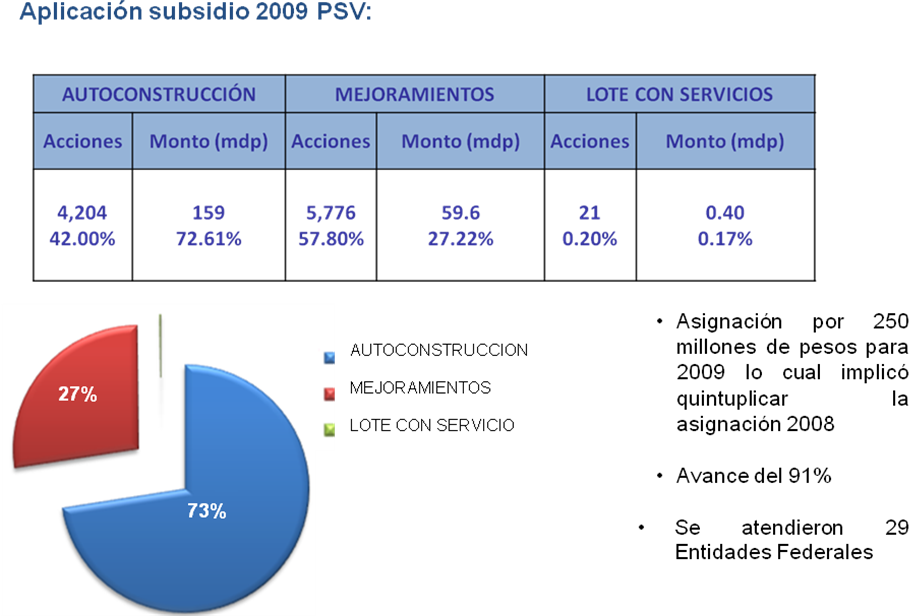 Aplicación subsidio 2009 PSV:
AUTOCONSTRUCCIÓN MEJORAMIENTOS LOTE CON SERVICIOS
Acciones Monto (mdp) Acciones Monto (mdp) Acciones Monto (mdp)
4,204 159 5,776 59.6 21 0.40
42.00% 72.61% 57.80% 27.22% 0.20% 0.17%
27%
73%
AUTOCONSTRUCCION
MEJORAMIENTOS
LOTE CON SERVICIO
• Asignación por 250
millones de pesos para
2009 lo cual implicó
quintuplicar la
asignación 2008
• Avance del 91%
• Se atendieron 29
Entidades Federales